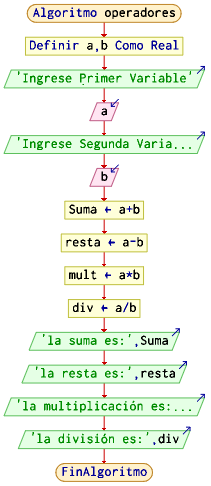 Algoritmo operadores
Definir a,b Como Real
'Ingrese Primer Variable'
a
'Ingrese Segunda Varia...
b
Suma ← a+b
resta ← a-b
mult ← a*b
div ← a/b
'la suma es:',Suma
'la resta es:',resta
'la multiplicación es:...
'la división es:',div
FinAlgoritmo